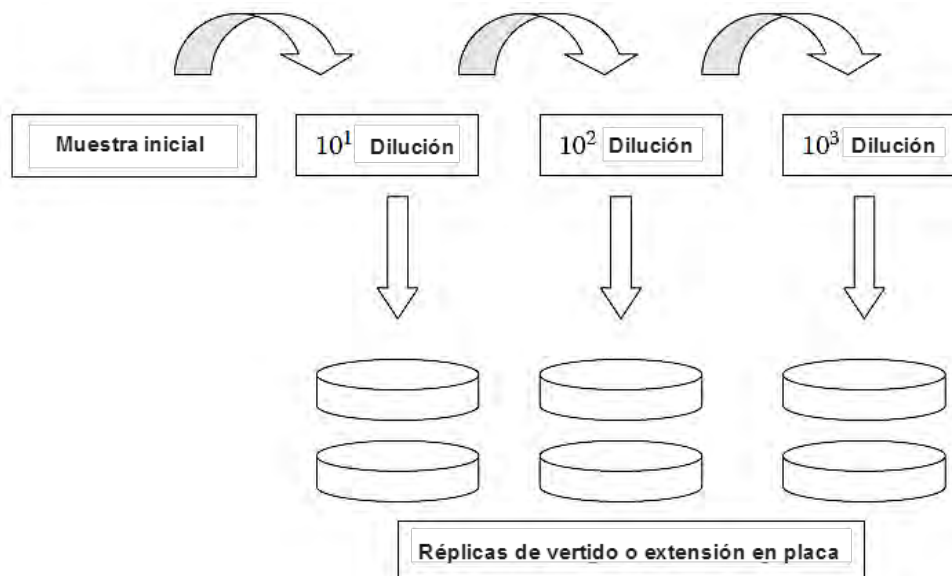 Muestra inicial
10¹ Dilución
10² Dilución
10³ Dilución
Réplicas de vertido o extensión en placa